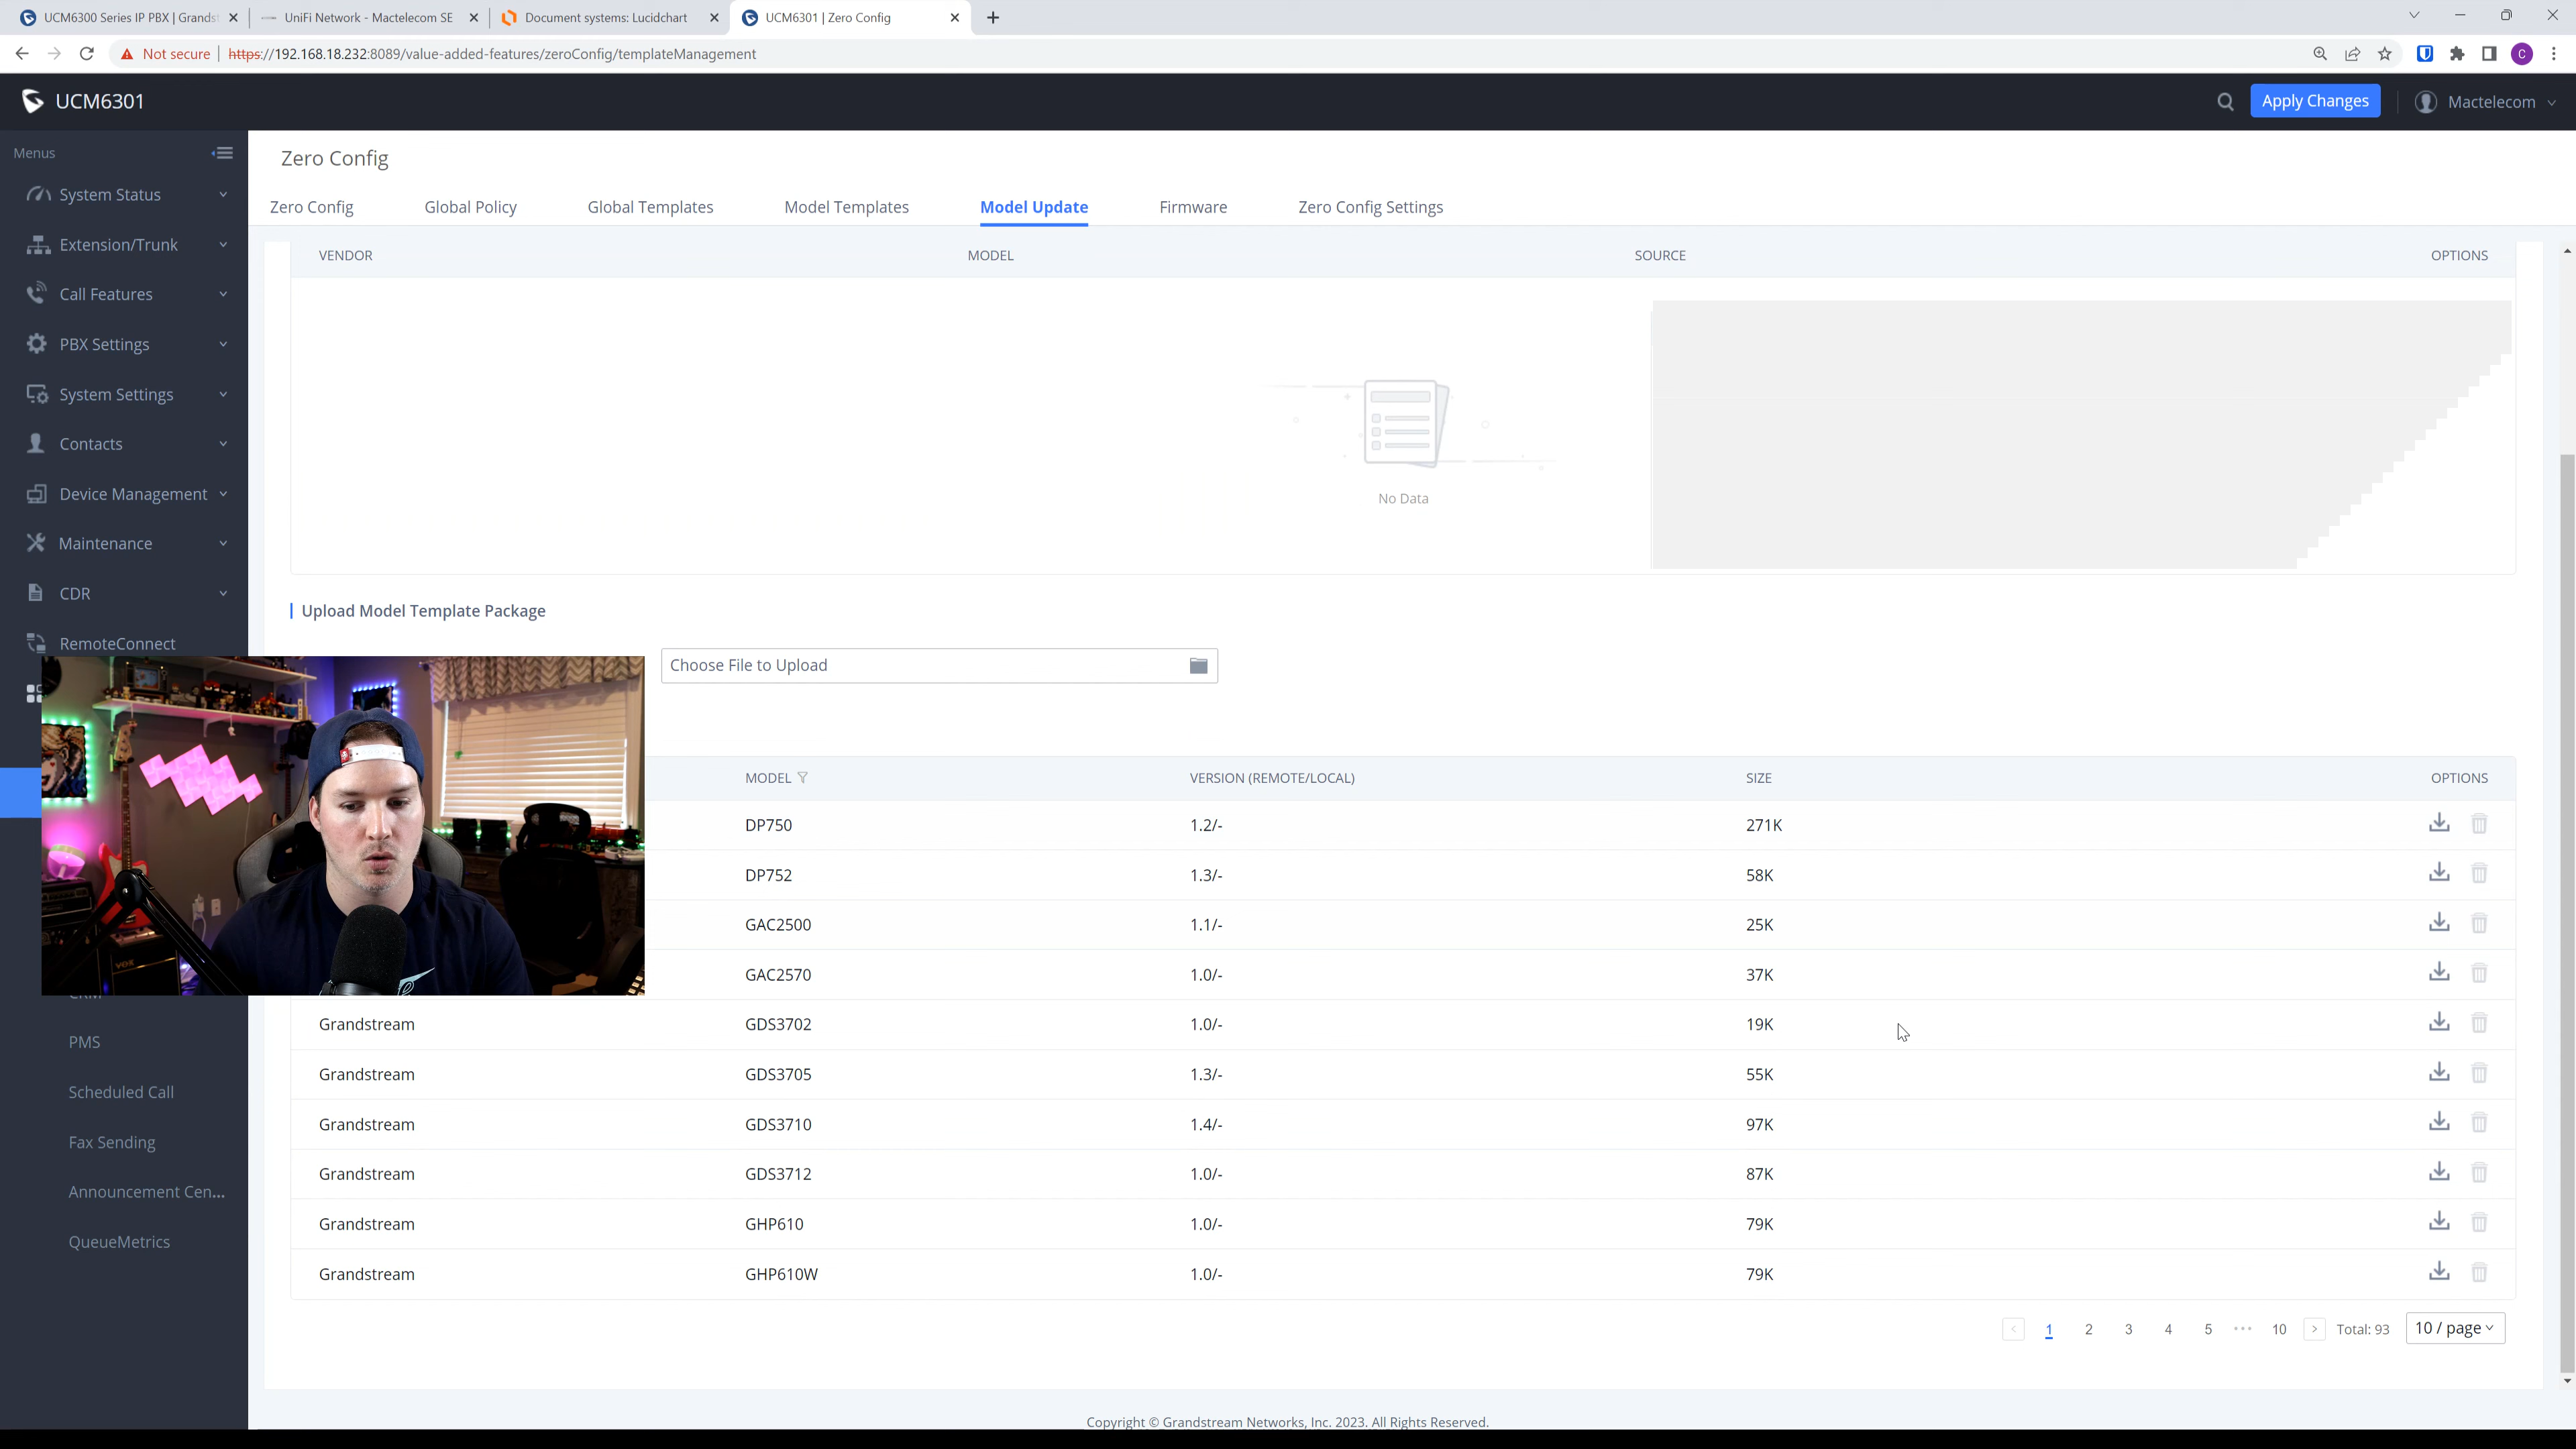 UCM6300 Series IP PBX | Grands
UniFi Network - Mactelecom SE
Document systems: Lucidchart
UCM6301 | Zero Config
Not secure
https://192.168.18.232:8089/value-added-features/zeroConfig/templateManagement
C
UCM6301
Apply Changes
Mactelecom
Menus
System Status
Extension/Trunk
Call Features
PBX Settings
System Settings
Contacts
Device Management
Maintenance
CDR
RemoteConnect
PMS
Scheduled Call
Fax Sending
Announcement Cen...
QueueMetrics
Zero Config
Zero Config Global Policy Global Templates Model Templates Model Update Firmware Zero Config Settings
VENDOR MODEL SOURCE OPTIONS
No Data
Upload Model Template Package
Choose File to Upload
MODEL VERSION (REMOTE/LOCAL) SIZE OPTIONS
DP750 1.2/- 271K
DP752 1.3/- 58K
GAC2500 1.1/- 25K
GAC2570 1.0/- 37K
Grandstream GDS3702 1.0/- 19K
Grandstream GDS3705 1.3/- 55K
Grandstream GDS3710 1.4/- 97K
Grandstream GDS3712 1.0/- 87K
Grandstream GHP610 1.0/- 79K
Grandstream GHP610W 1.0/- 79K
< 1 2 3 4 5 ••• 10 > Total: 93 10 / page
Copyright © Grandstream Networks, Inc. 2023. All Rights Reserved.
VOX